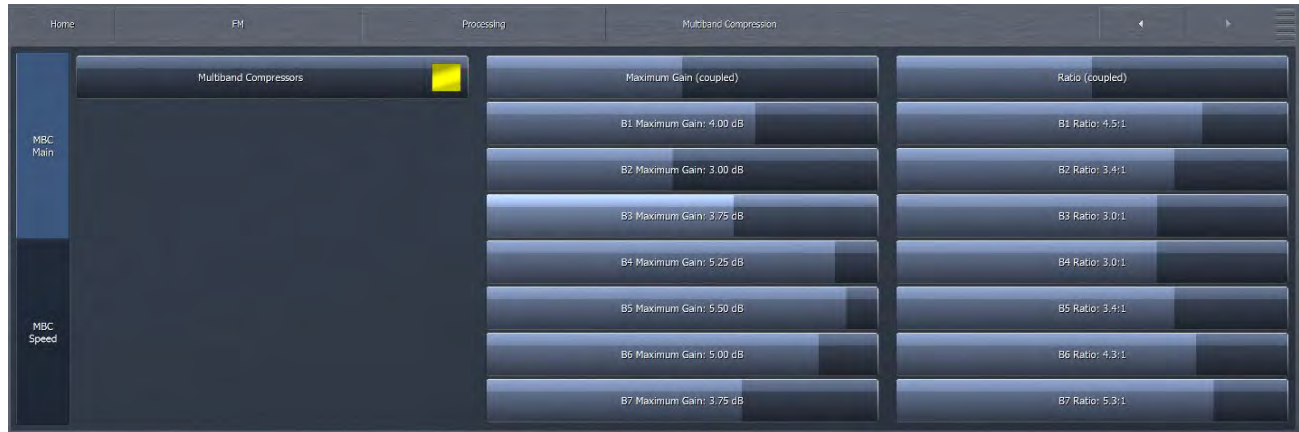 Home
FM
Processing
Multiband Compression
MBC
Main
MBC
Speed
Multiband Compressors
Maximum Gain (coupled)
B1 Maximum Gain: 4.00 dB
B2 Maximum Gain: 3.00 dB
B3 Maximum Gain: 3.75 dB
B4 Maximum Gain: 5.25 dB
B5 Maximum Gain: 5.50 dB
B6 Maximum Gain: 5.00 dB
B7 Maximum Gain: 3.75 dB
Ratio (coupled)
B1 Ratio: 4.5:1
B2 Ratio: 3.4:1
B3 Ratio: 3.0:1
B4 Ratio: 3.0:1
B5 Ratio: 3.4:1
B6 Ratio: 4.3:1
B7 Ratio: 5.3:1